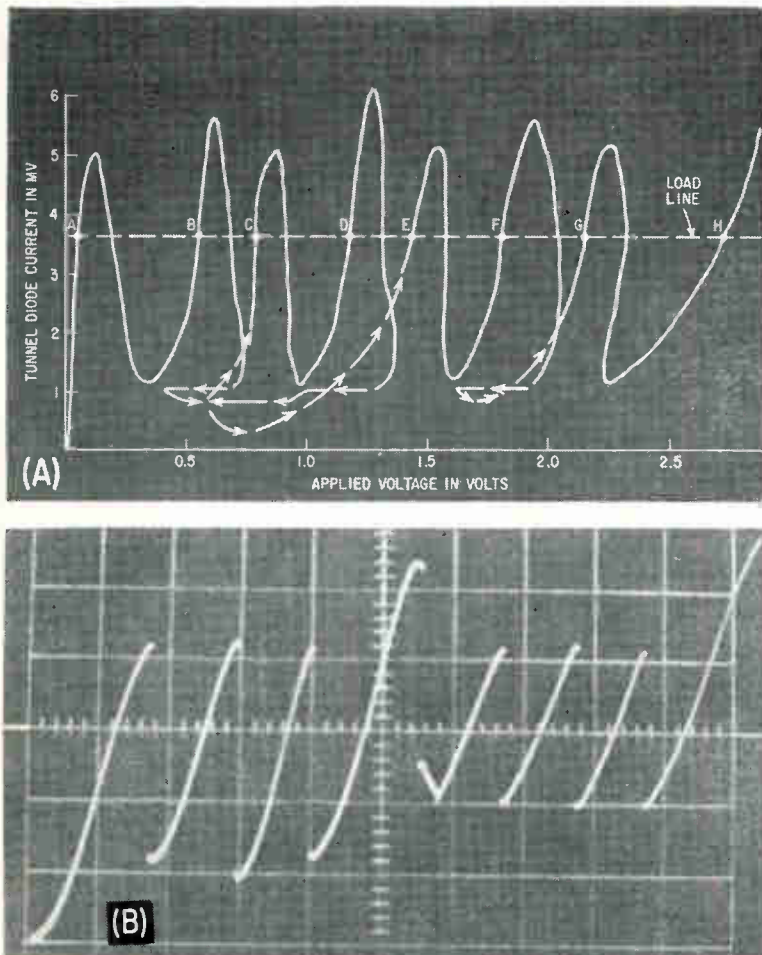 6
5
4
3
2
1
TUNNEL DIODE CURRENT IN MV
A
B
C
D
E
F
G
H
LOAD
LINE
0.5
1.0
1.5
2.0
2.5
APPLIED VOLTAGE IN VOLTS
(A)
(B)